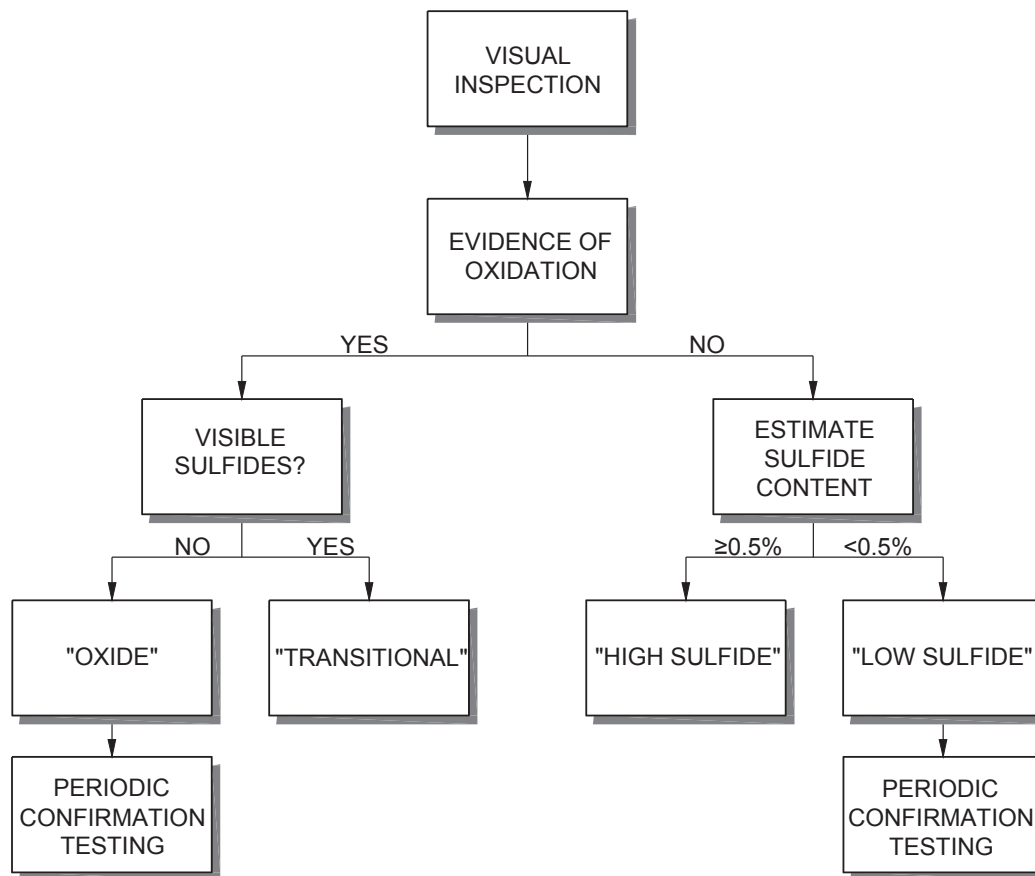 VISUAL
INSPECTION
EVIDENCE OF
OXIDATION
YES
NO
VISIBLE
SULFIDES?
ESTIMATE
SULFIDE
CONTENT
NO
YES
≥0.5%
<0.5%
"OXIDE"
"TRANSITIONAL"
"HIGH SULFIDE"
"LOW SULFIDE"
PERIODIC
CONFIRMATION
TESTING
PERIODIC
CONFIRMATION
TESTING